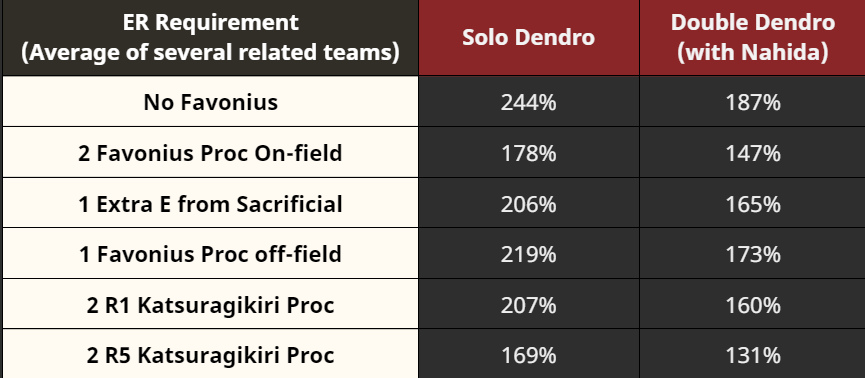 ER Requirement
(Average of several related teams)
Solo Dendro
Double Dendro
(with Nahida)
No Favonius
244%
187%
2 Favonius Proc On-field
178%
147%
1 Extra E from Sacrificial
206%
165%
1 Favonius Proc off-field
219%
173%
2 R1 Katsuragikiri Proc
207%
160%
2 R5 Katsuragikiri Proc
169%
131%